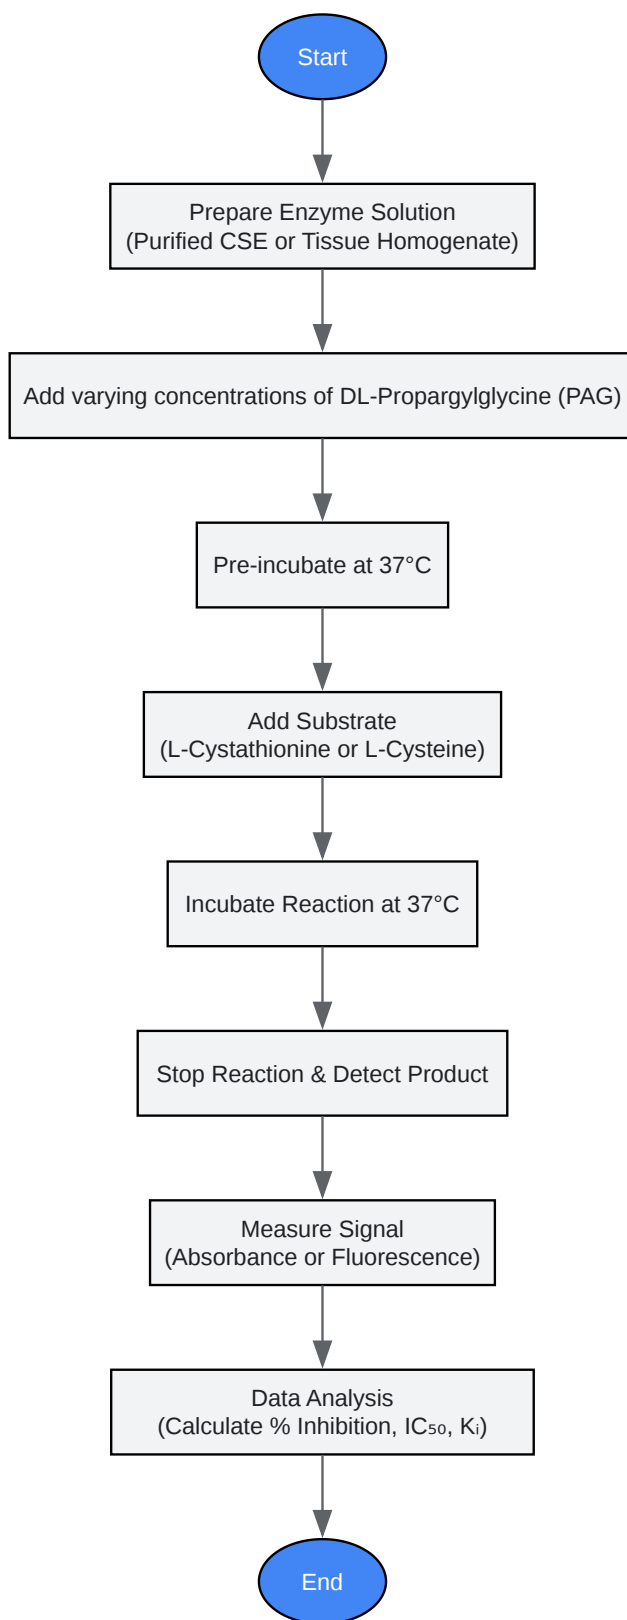 Start
Prepare Enzyme Solution
(Purified CSE or Tissue Homogenate)
Add varying concentrations of DL-Propargylglycine (PAG)
Pre-incubate at 37°C
Add Substrate
(L-Cystathionine or L-Cysteine)
Incubate Reaction at 37°C
Stop Reaction & Detect Product
Measure Signal
(Absorbance or Fluorescence)
Data Analysis
(Calculate % Inhibition, IC₅₀, Kᵢ)
End